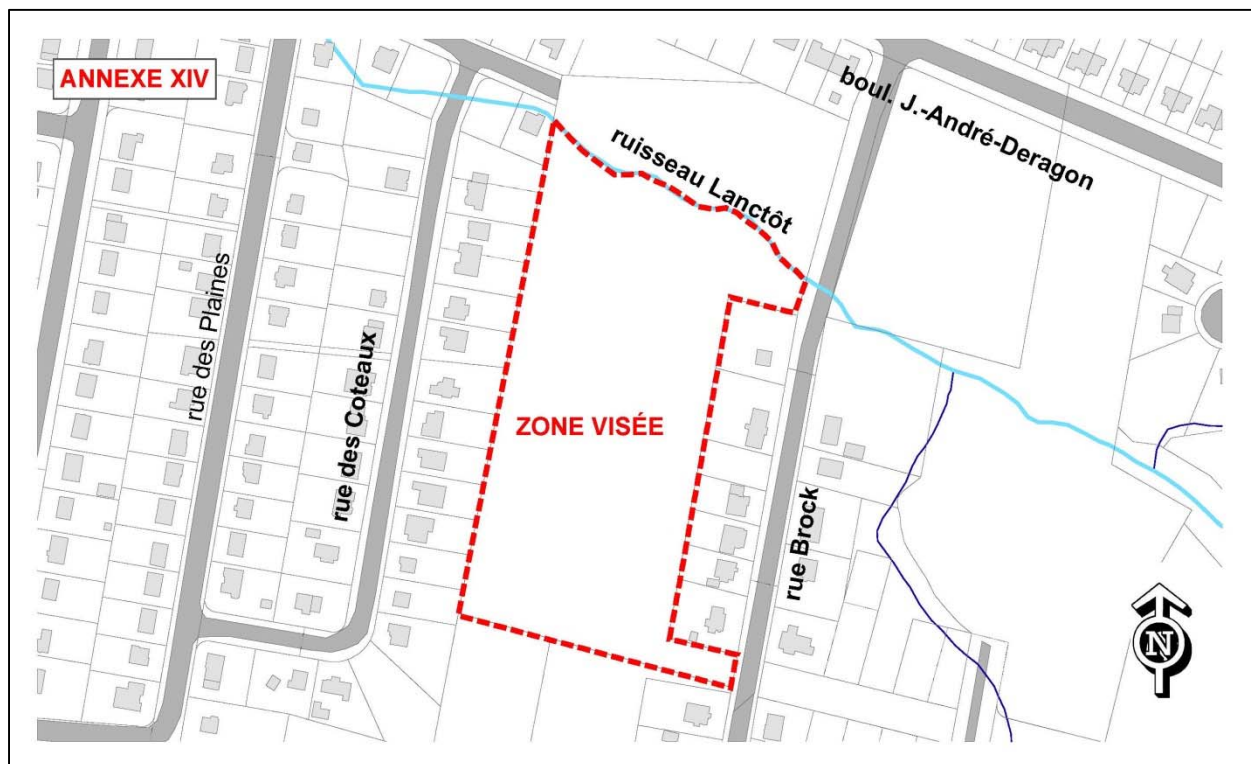 ANNEXE XIV
boul. J.-André-Deragon
ruisseau Lanctôt
rue des Plaines
rue des Coteaux
ZONE VISÉE
rue Brock
N